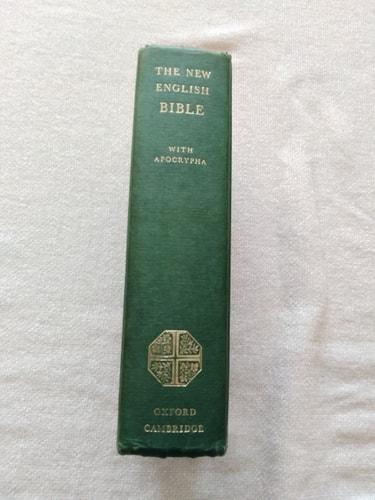 THE NEW
ENGLISH
BIBLE
WITH
APOCRYPHA
OXFORD
CAMBRIDGE